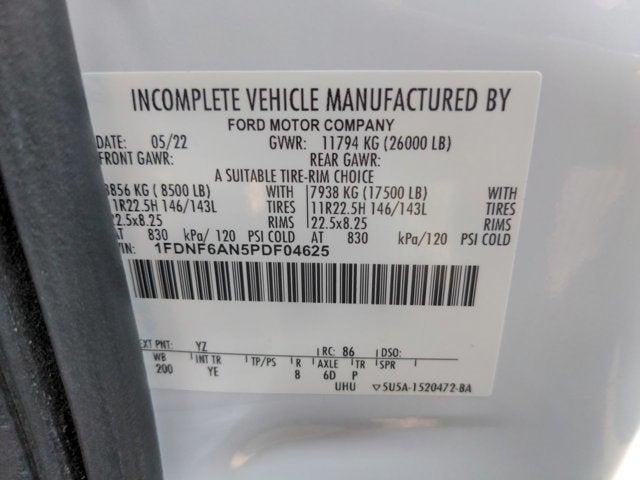 INCOMPLETE VEHICLE MANUFACTURED BY
FORD MOTOR COMPANY
DATE: 05/22 GVWR: 11794 KG (26000 LB)
FRONT GAWR: REAR GAWR:
A SUITABLE TIRE-RIM CHOICE
3856 KG ( 8500 LB) WITH 7938 KG (17500 LB) WITH
11R22.5H 146/143L TIRES 11R22.5H 146/143L TIRES
22.5x8.25 RIMS 22.5x8.25 RIMS
AT 830 kPa/ 120 PSI COLD AT 830 kPa/120 PSI COLD
VIN: 1FDNF6AN5PDF04625
EXT PNT: YZ RC: 86 DSO:
WB INT TR TP/PS R AXLE TR SPR
200 YE 8 6D P
UHU ▽5U5A-1520472-BA